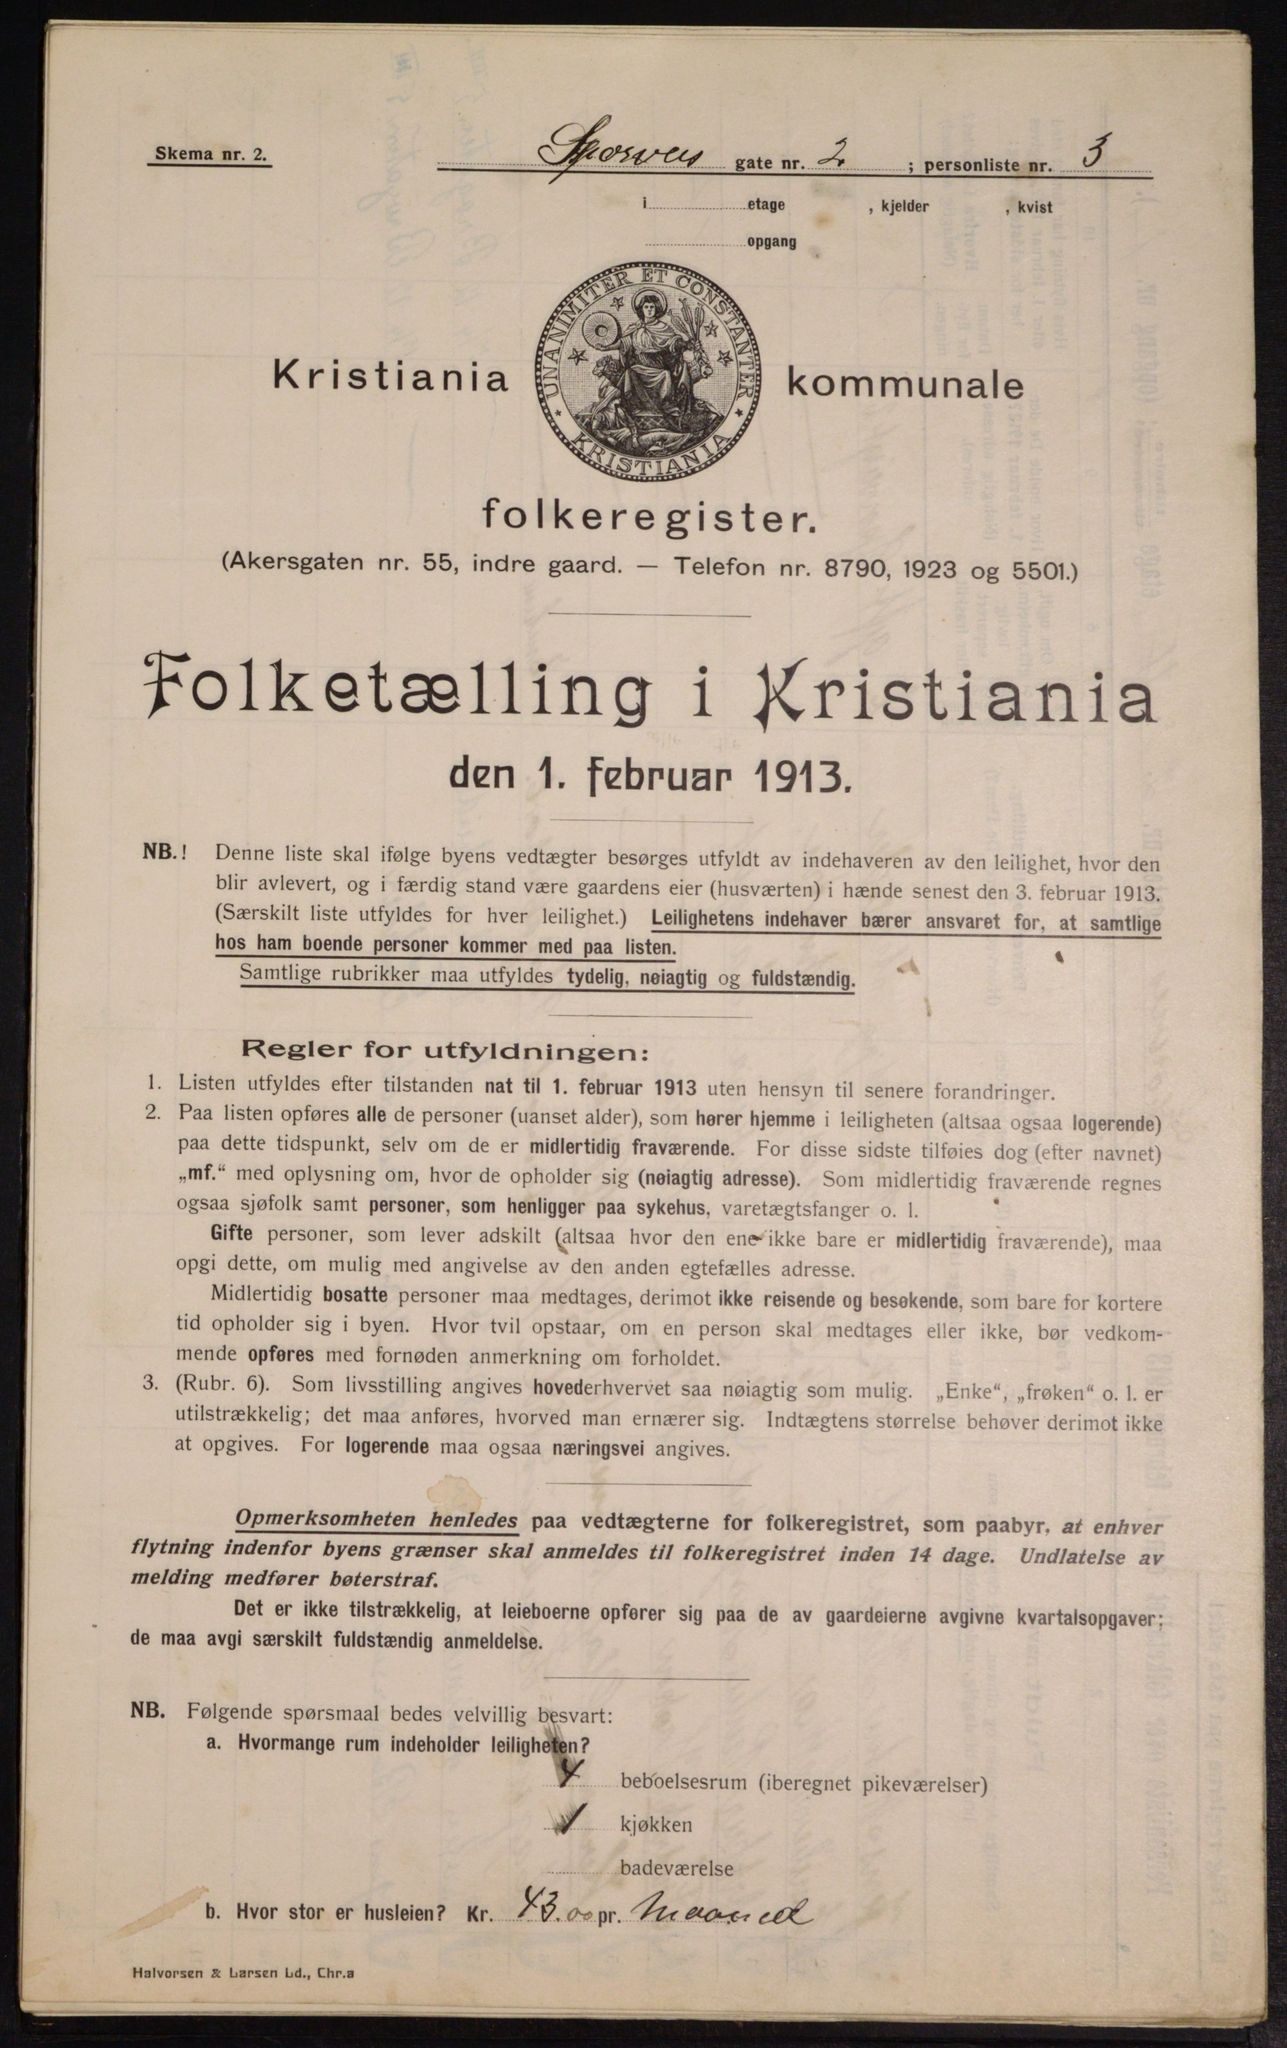 Skema nr. 2.
Sporveis gate nr. 2 ; personliste nr. 3
i etage , kjelder , kvist
opgang
UNANIMITER ET CONSTANTER
KRISTIANIA
Kristiania kommunale
folkeregister.
(Akersgaten nr. 55, indre gaard. — Telefon nr. 8790, 1923 og 5501.)
Folketælling i Kristiania
den 1. februar 1913.
NB.! Denne liste skal ifølge byens vedtægter besørges utfyldt av indehaveren av den leilighet, hvor den
blir avlevert, og i færdig stand være gaardens eier (husværten) i hænde senest den 3. februar 1913.
(Særskilt liste utfyldes for hver leilighet.) Leilighetens indehaver bærer ansvaret for, at samtlige
hos ham boende personer kommer med paa listen.
Samtlige rubrikker maa utfyldes tydelig, nøiagtig og fuldstændig.
Regler for utfyldningen:
1. Listen utfyldes efter tilstanden nat til 1. februar 1913 uten hensyn til senere forandringer.
2. Paa listen opføres alle de personer (uanset alder), som hører hjemme i leiligheten (altsaa ogsaa logerende)
paa dette tidspunkt, selv om de er midlertidig fraværende. For disse sidste tilføies dog (efter navnet)
„mf.“ med oplysning om, hvor de opholder sig (nøiagtig adresse). Som midlertidig fraværende regnes
ogsaa sjøfolk samt personer, som henligger paa sykehus, varetægtsfanger o. l.
Gifte personer, som lever adskilt (altsaa hvor den ene ikke bare er midlertidig fraværende), maa
opgi dette, om mulig med angivelse av den anden egtefælles adresse.
Midlertidig bosatte personer maa medtages, derimot ikke reisende og besøkende, som bare for kortere
tid opholder sig i byen. Hvor tvil opstaar, om en person skal medtages eller ikke, bør vedkom-
mende opføres med fornøden anmerkning om forholdet.
3. (Rubr. 6). Som livsstilling angives hovederhvervet saa nøiagtig som mulig. „Enke“, „frøken“ o. l. er
utilstrækkelig; det maa anføres, hvorved man ernærer sig. Indtægtens størrelse behøver derimot ikke
at opgives. For logerende maa ogsaa næringsvei angives.
Opmerksomheten henledes paa vedtægterne for folkeregistret, som paabyr, at enhver
flytning indenfor byens grænser skal anmeldes til folkeregistret inden 14 dage. Undlatelse av
melding medfører bøterstraf.
Det er ikke tilstrækkelig, at leieboerne opfører sig paa de av gaardeierne avgivne kvartalsopgaver;
de maa avgi særskilt fuldstændig anmeldelse.
NB. Følgende spørsmaal bedes velvillig besvart:
a. Hvormange rum indeholder leiligheten?
4 beboelsesrum (iberegnet pikeværelser)
1 kjøkken
badeværelse
b. Hvor stor er husleien? Kr. 43.00 pr. Maaned
Halvorsen & Larsen Ld., Chr.a